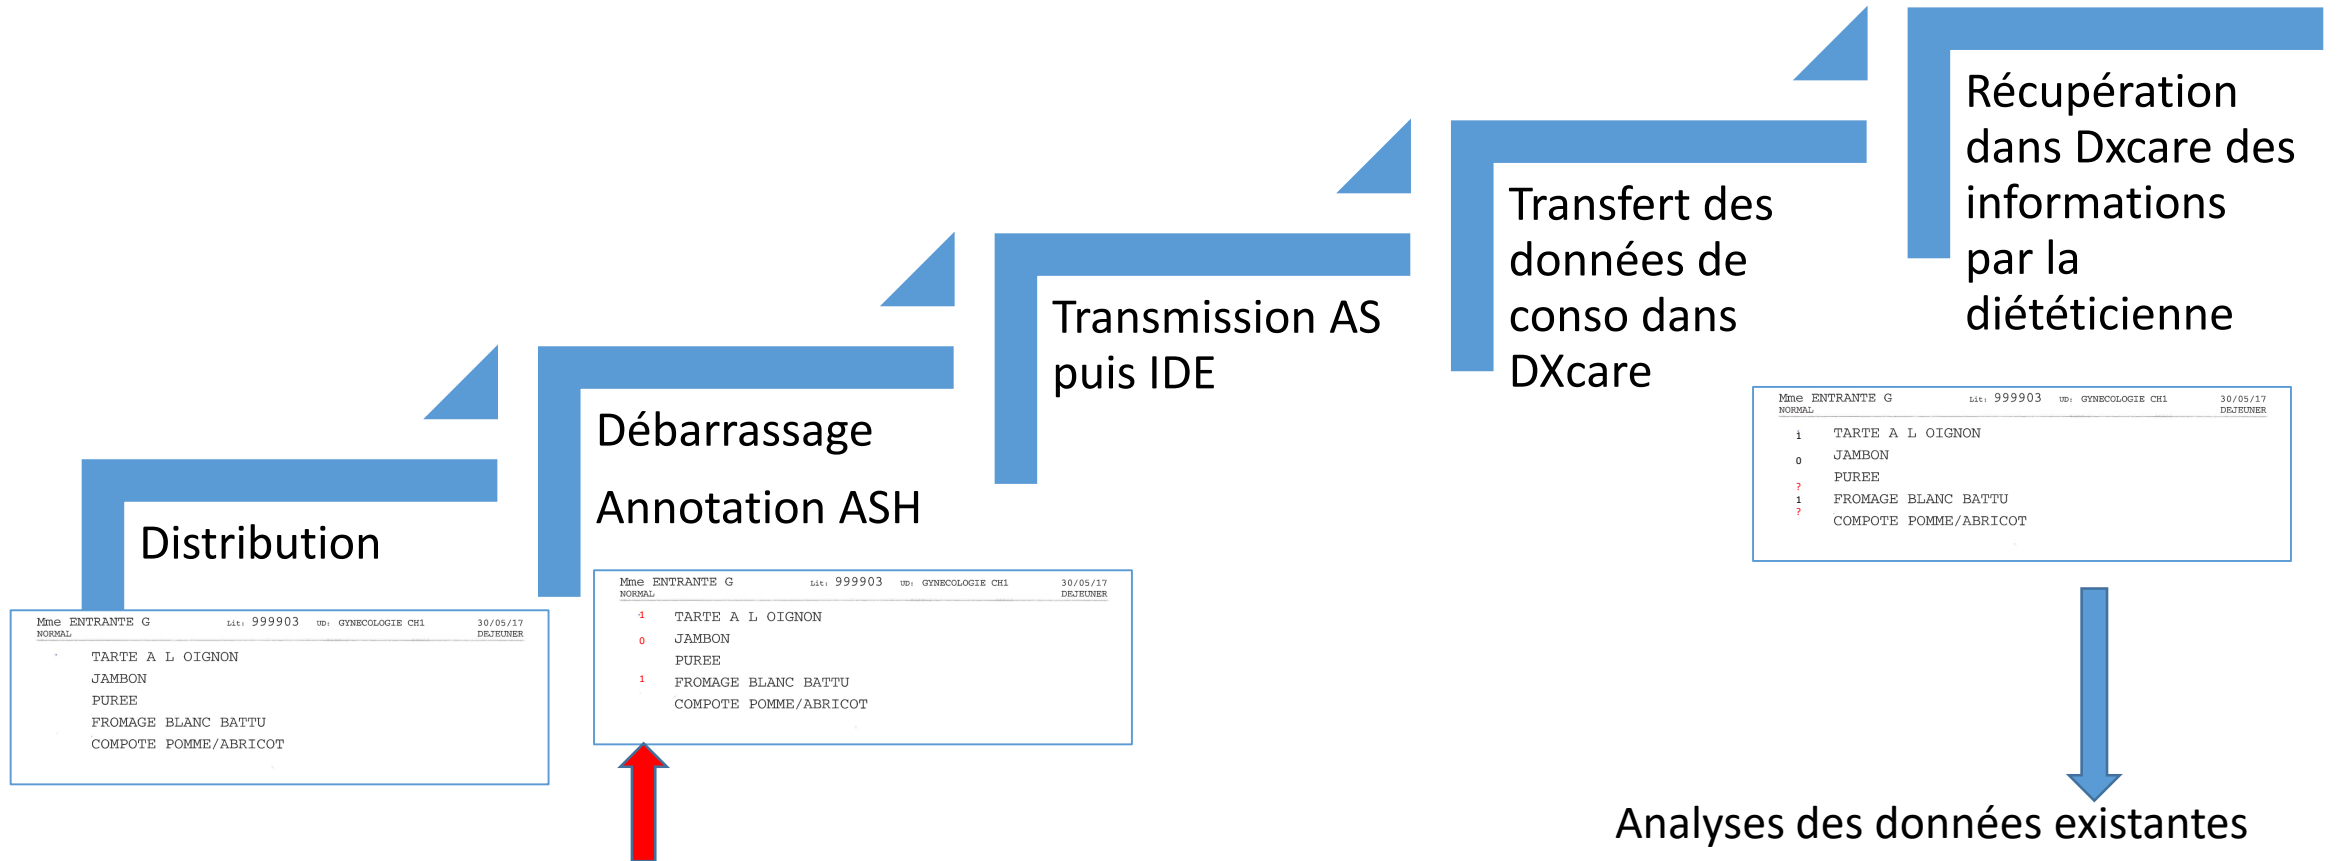 Distribution
Mme ENTRANTE G Lit: 999903 UD: GYNECOLOGIE CH1 30/05/17
NORMAL DEJEUNER
TARTE A L OIGNON
JAMBON
PUREE
FROMAGE BLANC BATTU
COMPOTE POMME/ABRICOT
Débarrassage
Annotation ASH
Mme ENTRANTE G Lit: 999903 UD: GYNECOLOGIE CH1 30/05/17
NORMAL DEJEUNER
1 TARTE A L OIGNON
0 JAMBON
PUREE
1 FROMAGE BLANC BATTU
COMPOTE POMME/ABRICOT
Transmission AS
puis IDE
Transfert des
données de
conso dans
DXcare
Récupération
dans Dxcare des
informations
par la
diététicienne
Mme ENTRANTE G Lit: 999903 UD: GYNECOLOGIE CH1 30/05/17
NORMAL DEJEUNER
1 TARTE A L OIGNON
0 JAMBON
? PUREE
1 FROMAGE BLANC BATTU
? COMPOTE POMME/ABRICOT
Analyses des données existantes